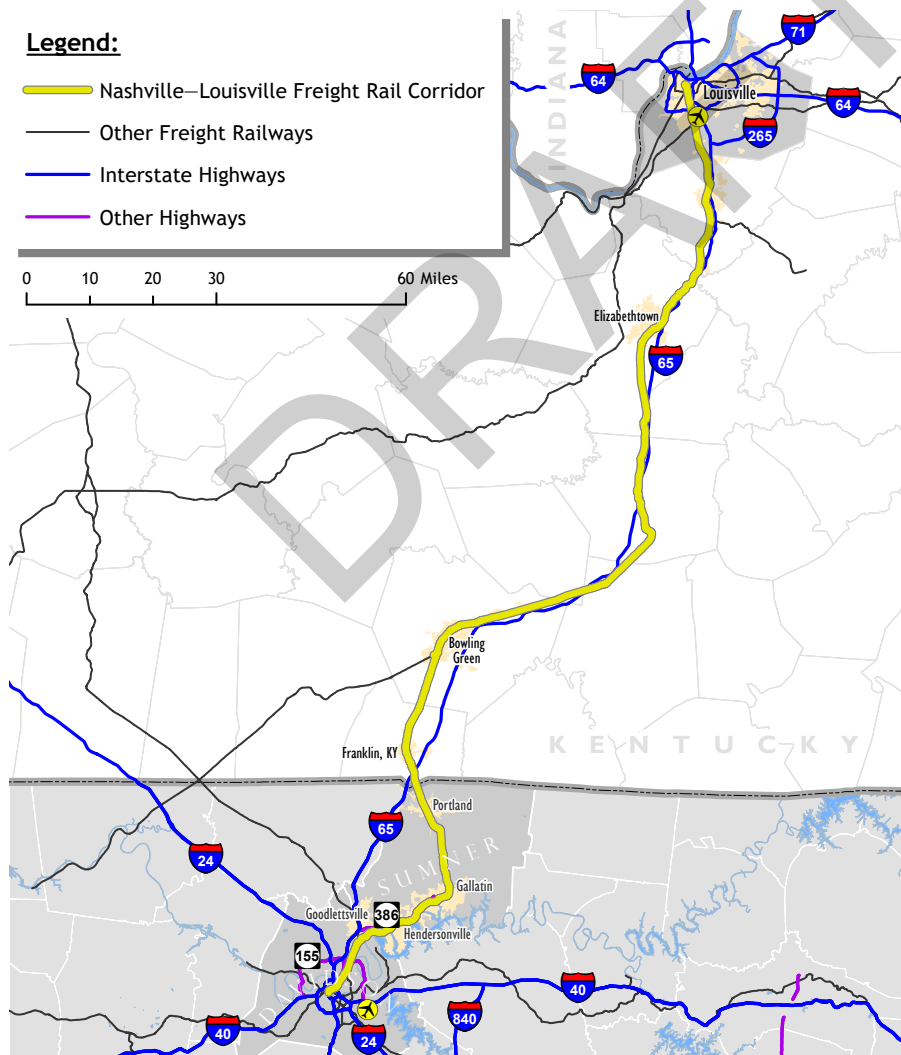 Legend:
Nashville—Louisville Freight Rail Corridor
Other Freight Railways
Interstate Highways
Other Highways
0 10 20 30 60 Miles
DRAFT
INDIANA
71
64
Louisville
64
265
Elizabethtown
65
Bowling
Green
Franklin, KY
KENTUCKY
Portland
65
SUMNER
24
Gallatin
Goodlettsville
386
Hendersonville
155
40
840
40
24